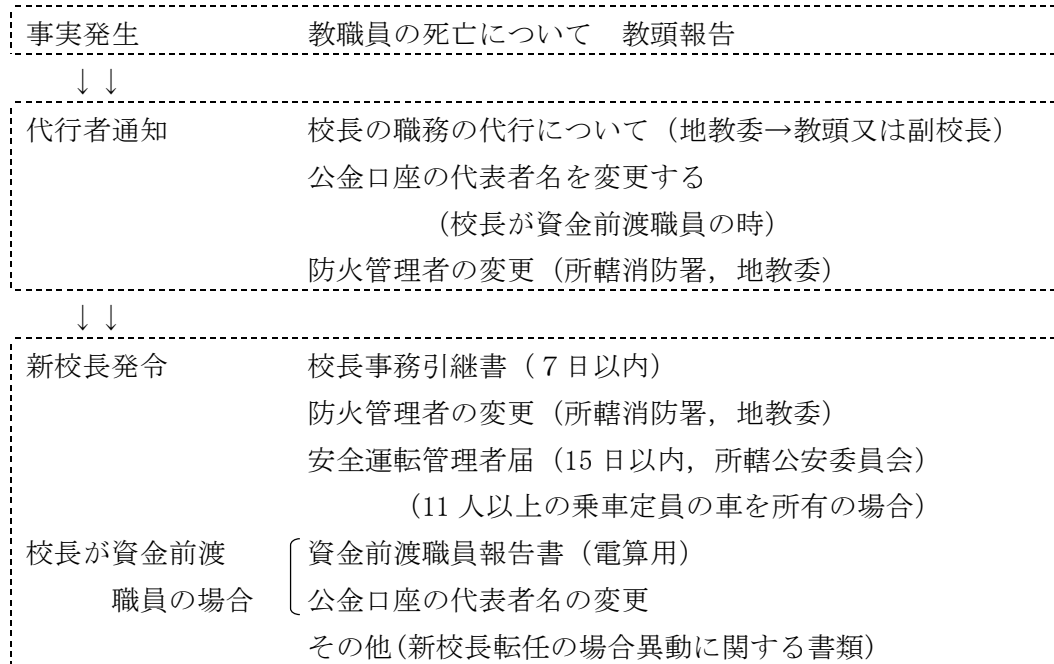 事実発生　教職員の死亡について　教頭報告
↓↓
代行者通知　校長の職務の代行について（地教委→教頭又は副校長）
公金口座の代表者名を変更する
（校長が資金前渡職員の時）
防火管理者の変更（所轄消防署，地教委）
↓↓
新校長発令　校長事務引継書（７日以内）
防火管理者の変更（所轄消防署，地教委）
安全運転管理者届（15日以内，所轄公安委員会）
（11人以上の乗車定員の車を所有の場合）
校長が資金前渡　資金前渡職員報告書（電算用）
職員の場合　公金口座の代表者名の変更
その他(新校長転任の場合異動に関する書類)